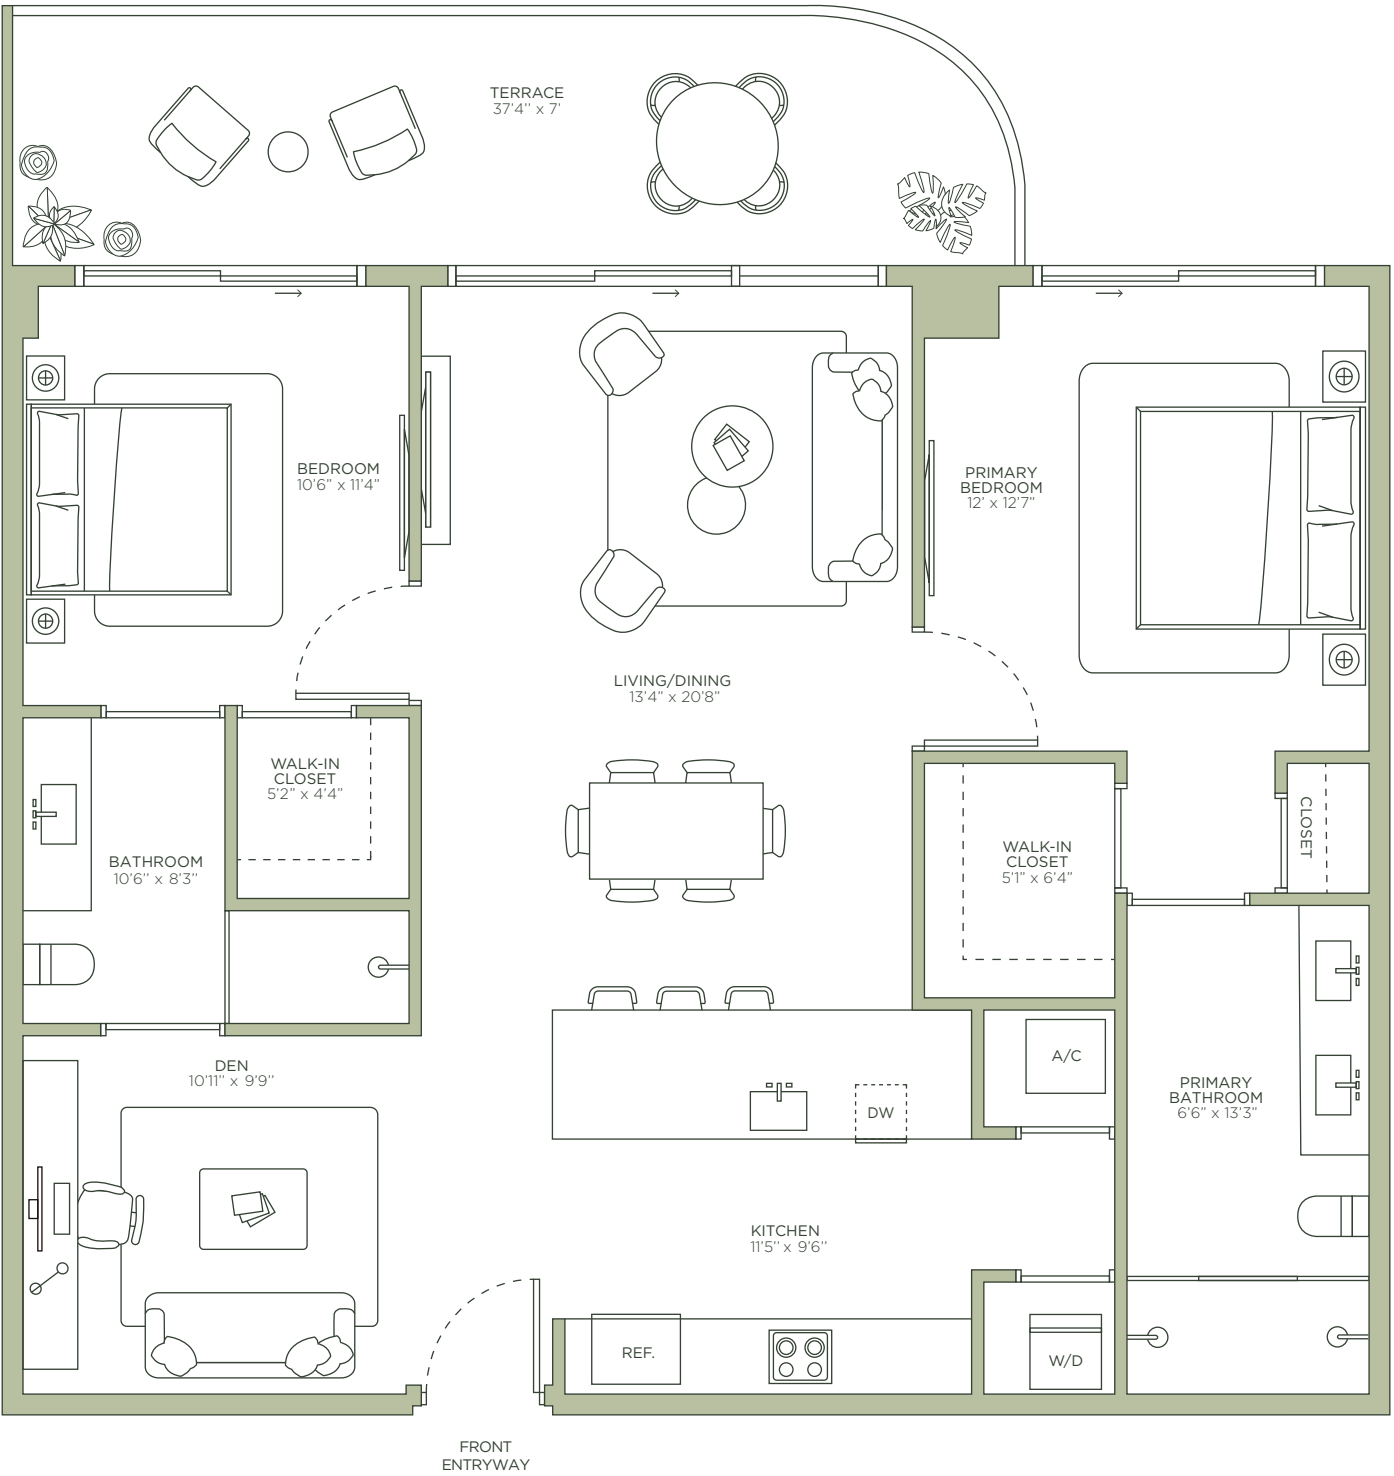 TERRACE
37'4'' x 7'
BEDROOM
10'6" x 11'4"
PRIMARY
BEDROOM
12' x 12'7"
LIVING/DINING
13'4" x 20'8"
WALK-IN
CLOSET
5'2" x 4'4"
CLOSET
WALK-IN
CLOSET
5'1" x 6'4"
BATHROOM
10'6'' x 8'3''
DEN
10'11'' x 9'9''
A/C
DW
PRIMARY
BATHROOM
6'6" x 13'3"
KITCHEN
11'5'' x 9'6''
REF.
W/D
FRONT
ENTRYWAY